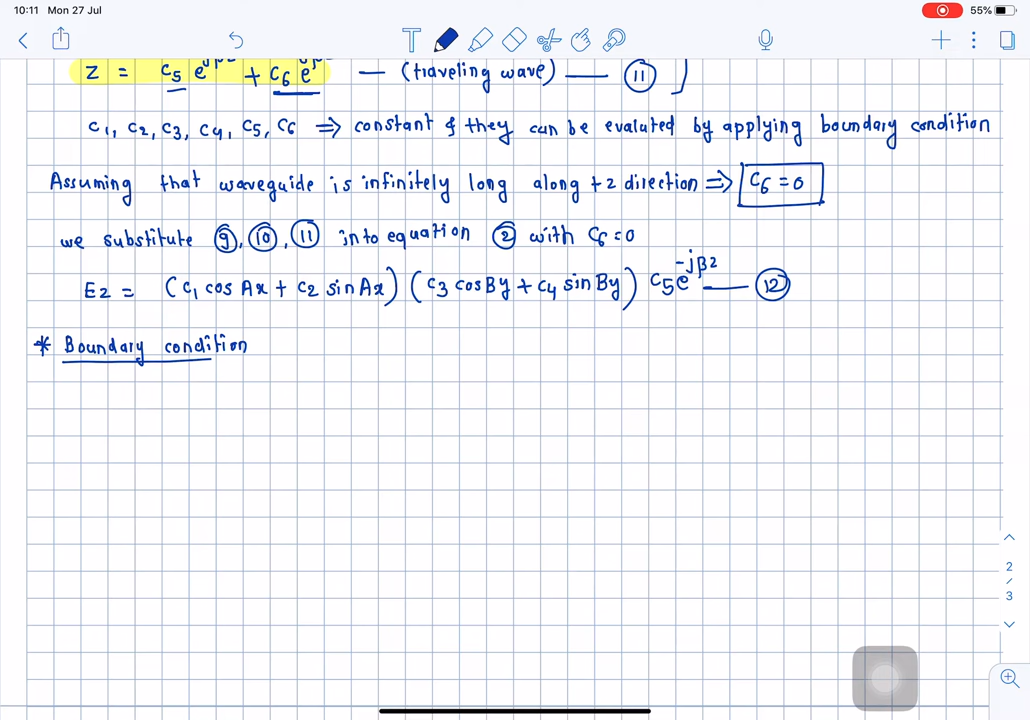 10:11 Mon 27 Jul
55%
Z = c5 e + c6 e — (traveling wave) — (11)
c1, c2, c3, c4, c5, c6 ⇒ constant & they can be evaluted by applying boundary condition
Assuming that waveguide is infinitely long along +z direction ⇒ c6 = 0
we substitute (9), (10), (11) into equation (2) with c6 = 0
Ez = (c1 cos Ax + c2 sin Ax) (c3 cos By + c4 sin By) c5 e^-jβz — (12)
* Boundary condition
2
/
3